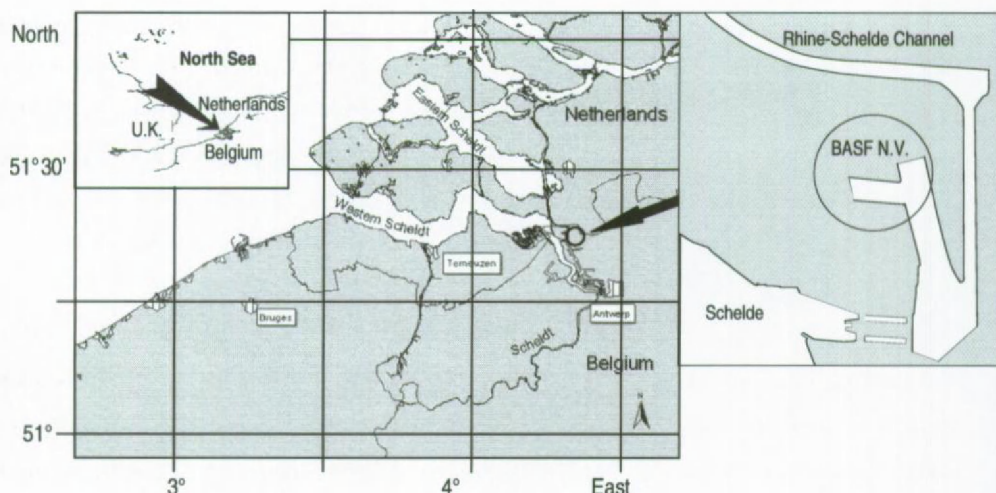 North
North Sea
Netherlands
U.K.
Belgium
51°30'
51°
3°
4°
East
Eastern Scheldt
Netherlands
Western Scheldt
Terneuzen
Bruges
Antwerp
Scheldt
Belgium
N
Rhine-Schelde Channel
BASF N.V.
Schelde